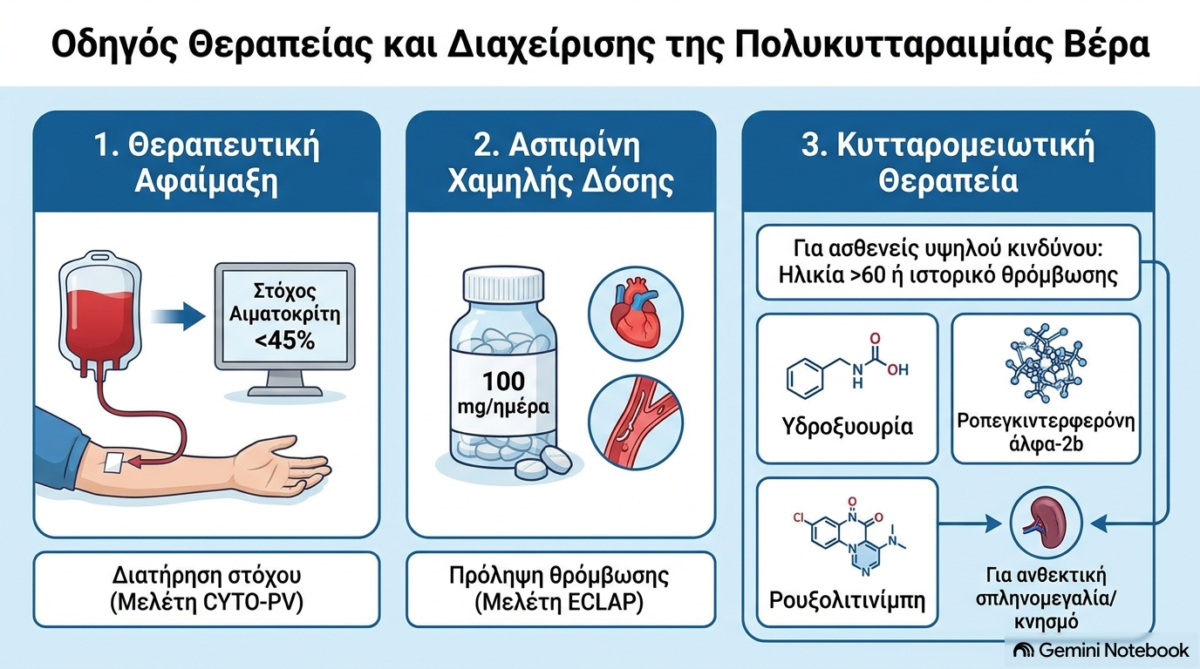 Οδηγός Θεραπείας και Διαχείρισης της Πολυκυτταραιμίας Βέρα
1. Θεραπευτική
Αφαίμαξη
Στόχος
Αιματοκρίτη
<45%
Διατήρηση στόχου
(Μελέτη CYTO-PV)
2. Ασπιρίνη
Χαμηλής Δόσης
100
mg/ημέρα
Πρόληψη θρόμβωσης
(Μελέτη ECLAP)
3. Κυτταρομειωτική
Θεραπεία
Για ασθενείς υψηλού κινδύνου:
Ηλικία >60 ή ιστορικό θρόμβωσης
O
N
H
OH
Υδροξυουρία
Ροπεγκιντερφερόνη
άλφα-2b
O
Cl
N
O
N
N
N
Ρουξολιτινίμπη
Για ανθεκτική
σπληνομεγαλία/
κνησμό
Gemini Notebook